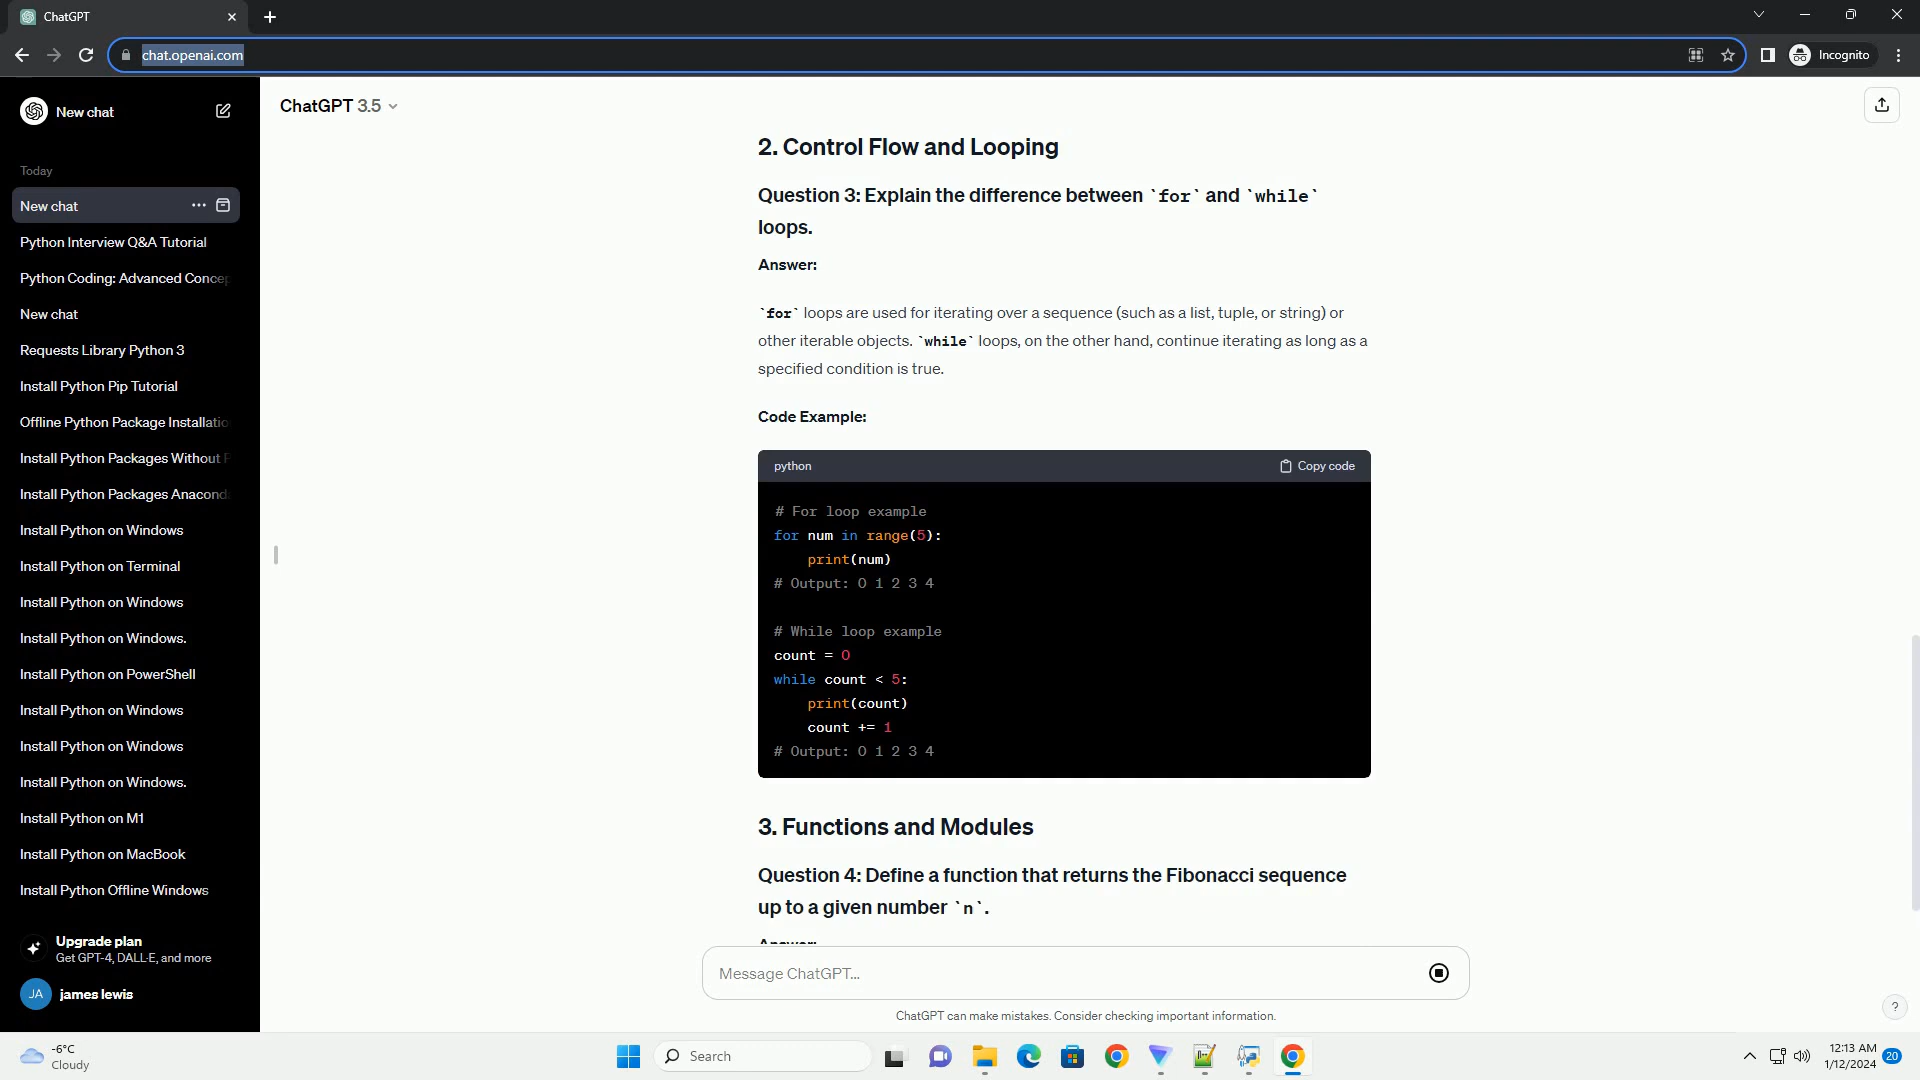 ChatGPT
chat.openai.com
Incognito
New chat
Today
New chat
Python Interview Q&A Tutorial
Python Coding: Advanced Concep
New chat
Requests Library Python 3
Install Python Pip Tutorial
Offline Python Package Installatio
Install Python Packages Without P
Install Python Packages Anaconda
Install Python on Windows
Install Python on Terminal
Install Python on Windows
Install Python on Windows.
Install Python on PowerShell
Install Python on Windows
Install Python on Windows
Install Python on Windows.
Install Python on M1
Install Python on MacBook
Install Python Offline Windows
Upgrade plan
Get GPT-4, DALL·E, and more
JA james lewis
ChatGPT 3.5
2. Control Flow and Looping
Question 3: Explain the difference between `for` and `while`
loops.
Answer:
`for` loops are used for iterating over a sequence (such as a list, tuple, or string) or
other iterable objects. `while` loops, on the other hand, continue iterating as long as a
specified condition is true.
Code Example:
python Copy code
# For loop example
for num in range(5):
    print(num)
# Output: 0 1 2 3 4
# While loop example
count = 0
while count < 5:
    print(count)
    count += 1
# Output: 0 1 2 3 4
3. Functions and Modules
Question 4: Define a function that returns the Fibonacci sequence
up to a given number `n`.
Answer:
Message ChatGPT...
ChatGPT can make mistakes. Consider checking important information.
?
-6°C
Cloudy
Search
12:13 AM
1/12/2024
20